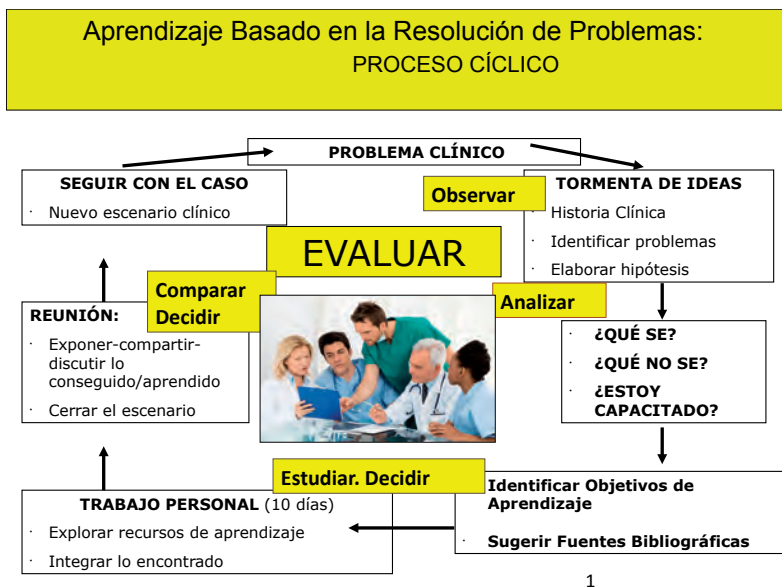 Aprendizaje Basado en la Resolución de Problemas:
PROCESO CÍCLICO
PROBLEMA CLÍNICO
SEGUIR CON EL CASO
· Nuevo escenario clínico
Observar
TORMENTA DE IDEAS
· Historia Clínica
· Identificar problemas
· Elaborar hipótesis
EVALUAR
Comparar
Decidir
Analizar
REUNIÓN:
· Exponer-compartir-
discutir lo
conseguido/aprendido
· Cerrar el escenario
· ¿QUÉ SE?
· ¿QUÉ NO SE?
· ¿ESTOY
CAPACITADO?
Estudiar. Decidir
· Identificar Objetivos de
Aprendizaje
· Sugerir Fuentes Bibliográficas
TRABAJO PERSONAL (10 días)
· Explorar recursos de aprendizaje
· Integrar lo encontrado
1